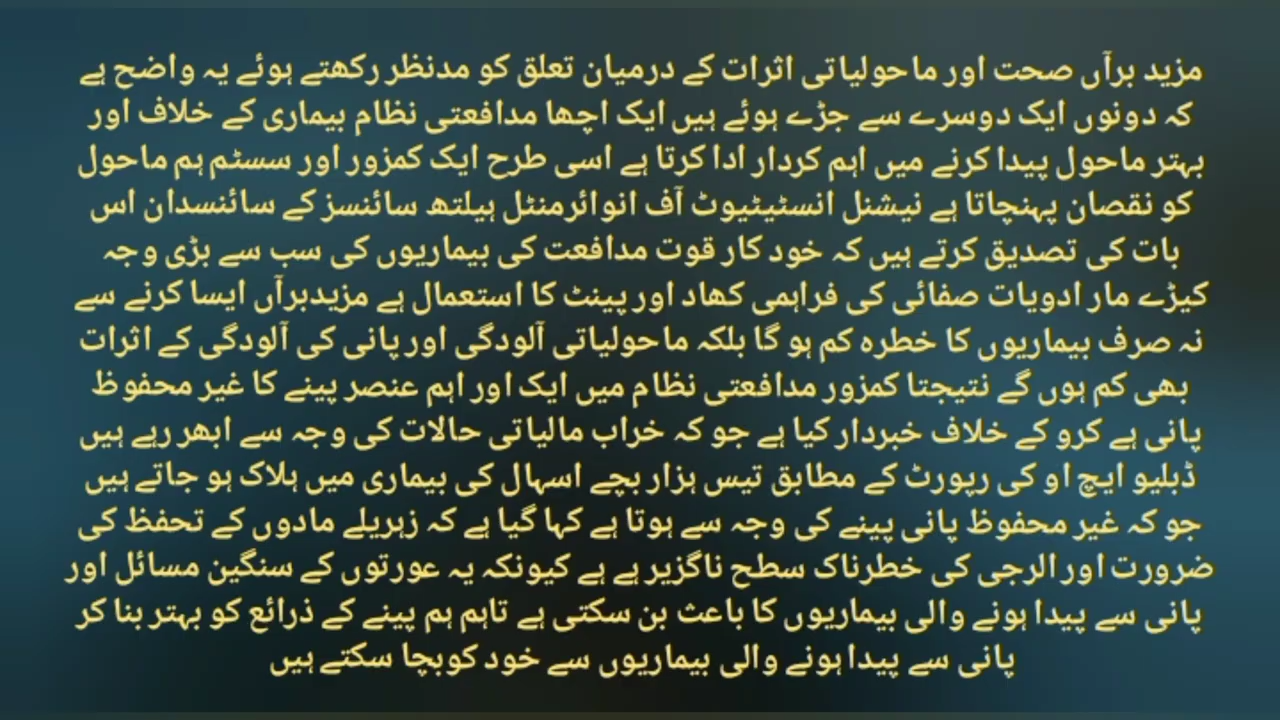 مزید برآں صحت اور ماحولیاتی اثرات کے درمیان تعلق کو مدنظر رکھتے ہوئے یہ واضح ہے
کہ دونوں ایک دوسرے سے جڑے ہوئے ہیں ایک اچھا مدافعتی نظام بیماری کے خلاف اور
بہتر ماحول پیدا کرنے میں اہم کردار ادا کرتا ہے اسی طرح ایک کمزور اور سسٹم ہم ماحول
کو نقصان پہنچاتا ہے نیشنل انسٹیٹیوٹ آف انوائرمنٹل ہیلتھ سائنسز کے سائنسدان اس
بات کی تصدیق کرتے ہیں کہ خود کار قوت مدافعت کی بیماریوں کی سب سے بڑی وجہ
کیڑے مار ادویات صفائی کی فراہمی کھاد اور پینٹ کا استعمال ہے مزیدبرآں ایسا کرنے سے
نہ صرف بیماریوں کا خطرہ کم ہو گا بلکہ ماحولیاتی آلودگی اور پانی کی آلودگی کے اثرات
بھی کم ہوں گے نتیجتا کمزور مدافعتی نظام میں ایک اور اہم عنصر پینے کا غیر محفوظ
پانی ہے کرو کے خلاف خبردار کیا ہے جو کہ خراب مالیاتی حالات کی وجہ سے ابھر رہے ہیں
ڈبلیو ایچ او کی رپورٹ کے مطابق تیس ہزار بچے اسہال کی بیماری میں ہلاک ہو جاتے ہیں
جو کہ غیر محفوظ پانی پینے کی وجہ سے ہوتا ہے کہا گیا ہے کہ زہریلے مادوں کے تحفظ کی
ضرورت اور الرجی کی خطرناک سطح ناگزیر ہے ہے کیونکہ یہ عورتوں کے سنگین مسائل اور
پانی سے پیدا ہونے والی بیماریوں کا باعث بن سکتی ہے تاہم ہم پینے کے ذرائع کو بہتر بنا کر
پانی سے پیدا ہونے والی بیماریوں سے خود کوبچا سکتے ہیں